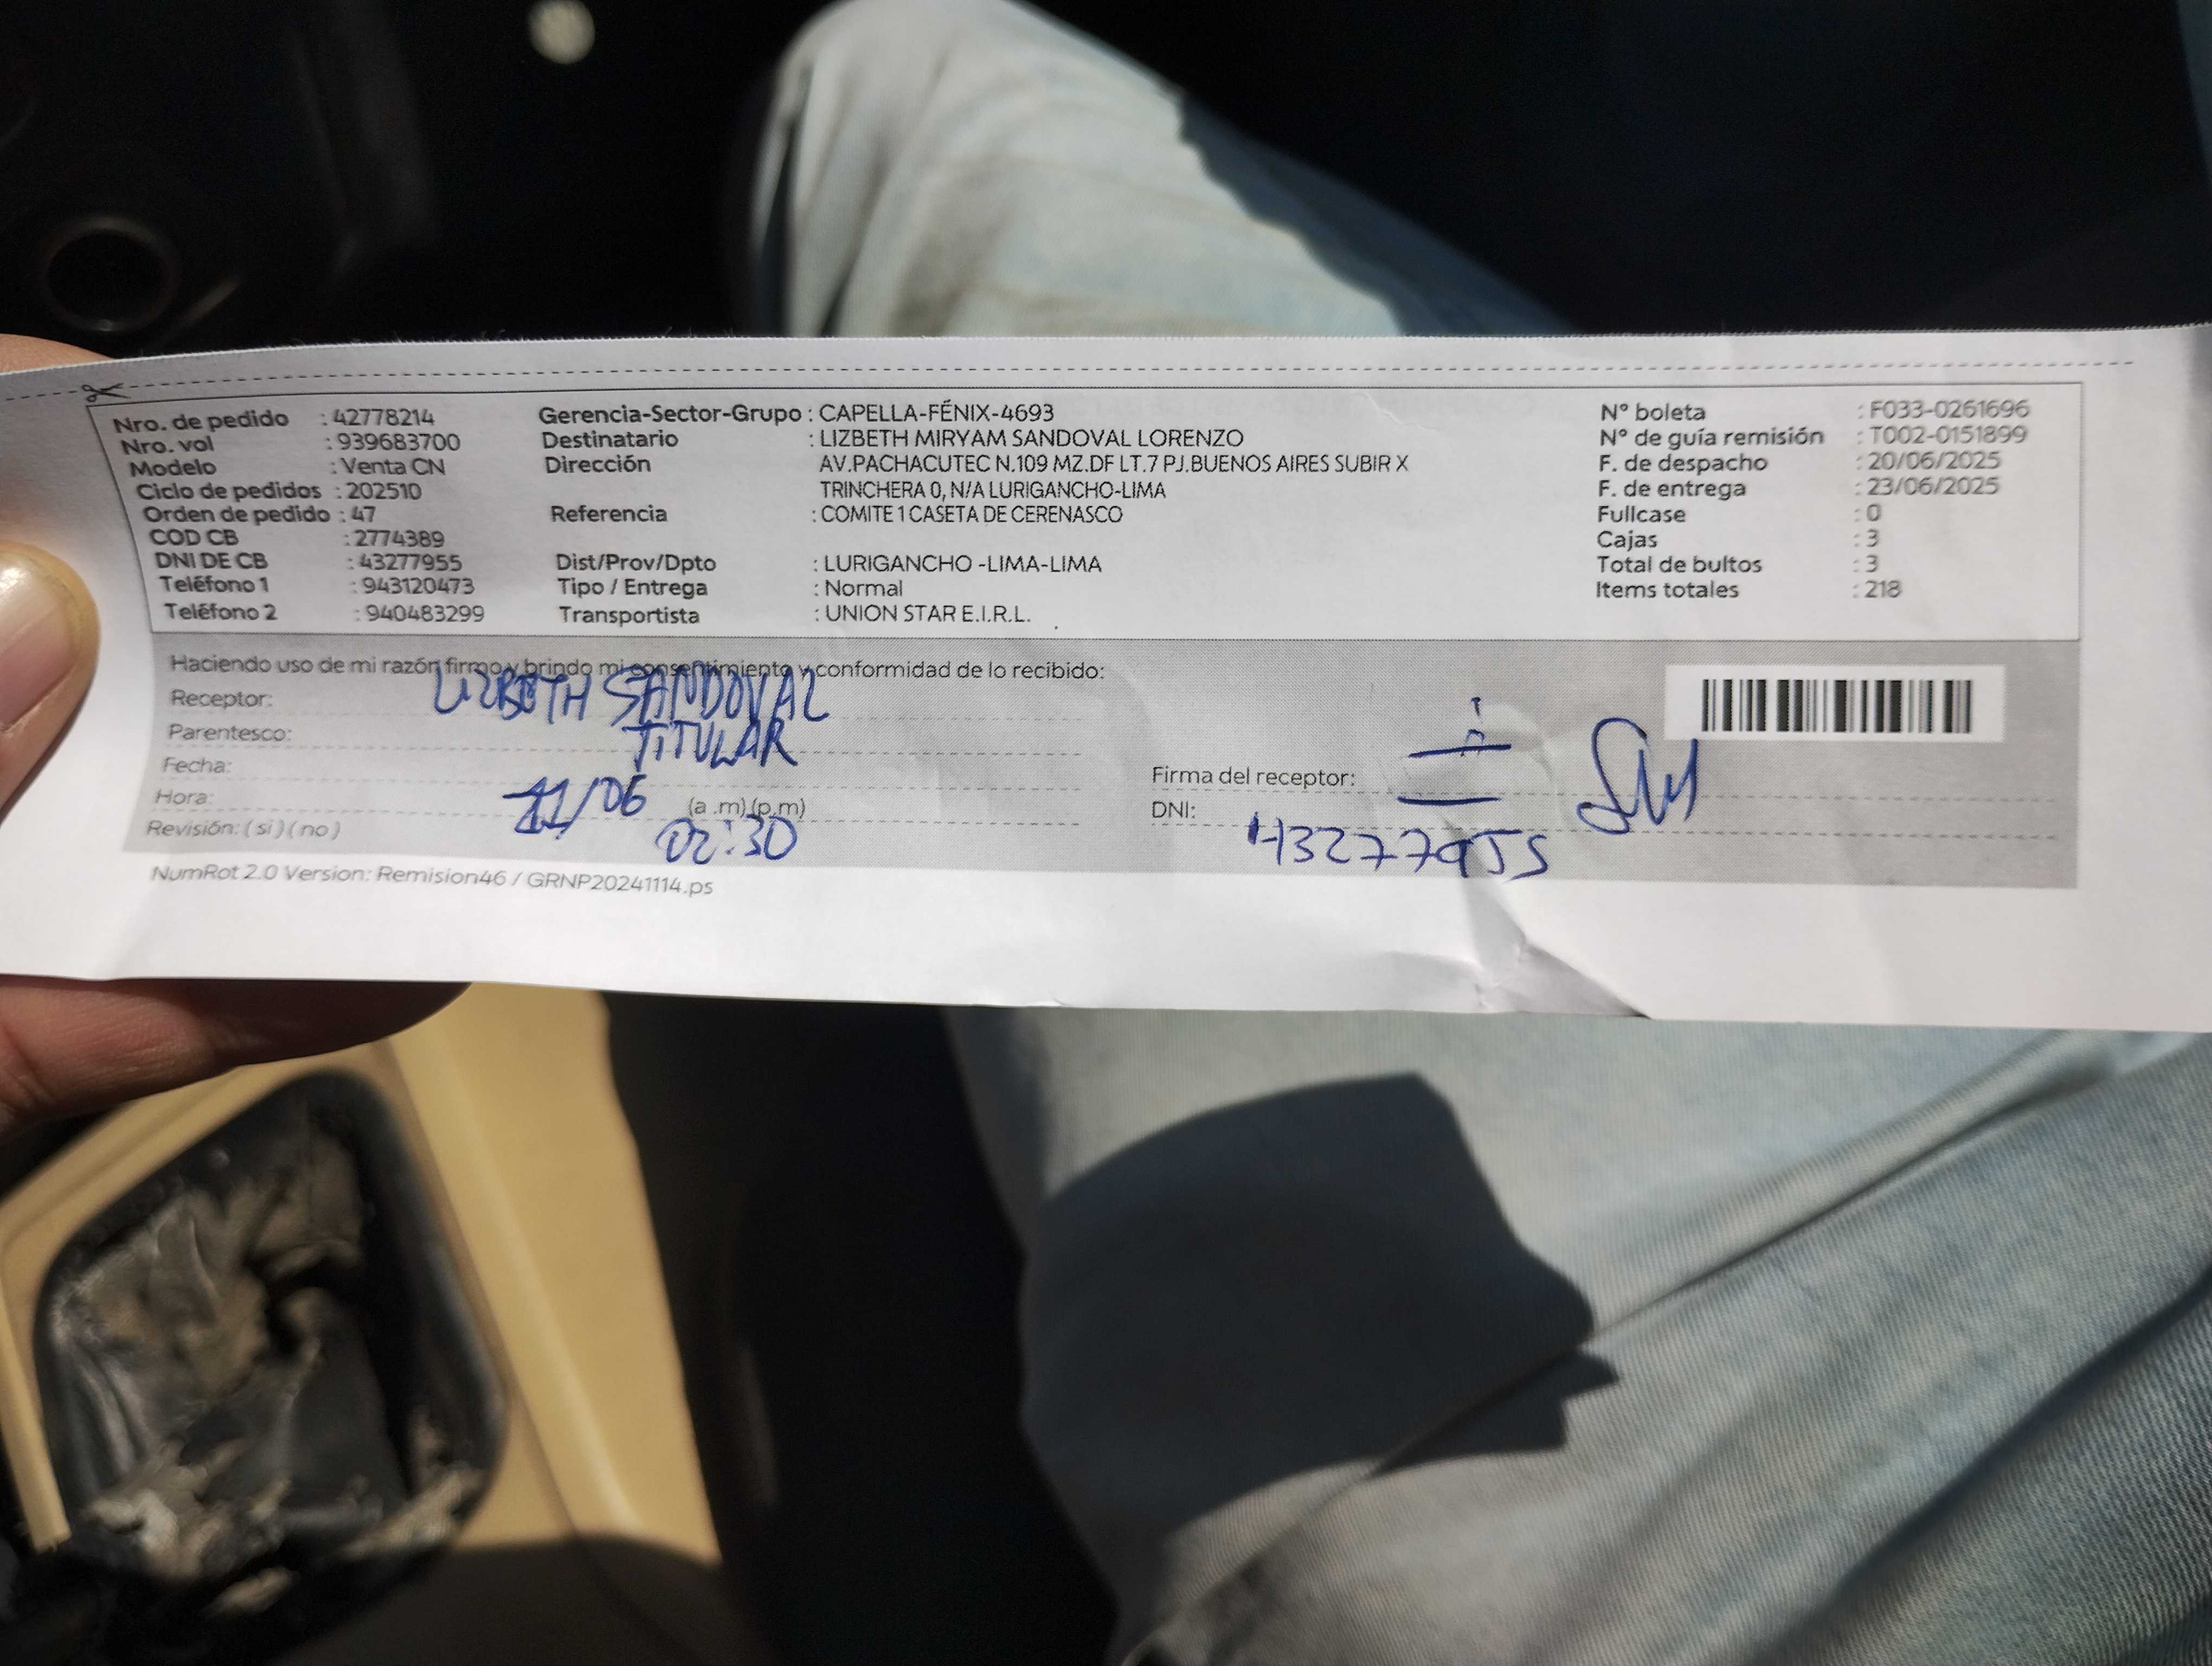 Nro. de pedido : 42778214 Gerencia-Sector-Grupo : CAPELLA-FÉNIX-4693 N° boleta : F033-0261696
Nro. vol : 939683700 Destinatario : LIZBETH MIRYAM SANDOVAL LORENZO N° de guía remisión : T002-0151899
Modelo : Venta CN Dirección AV.PACHACUTEC N.109 MZ.DF LT.7 PJ.BUENOS AIRES SUBIR X F. de despacho : 20/06/2025
Ciclo de pedidos : 202510 TRINCHERA 0, N/A LURIGANCHO-LIMA F. de entrega : 23/06/2025
Orden de pedido : 47 Referencia : COMITE 1 CASETA DE CERENASCO Fullcase : 0
COD CB : 2774389 Cajas : 3
DNI DE CB : 43277955 Dist/Prov/Dpto : LURIGANCHO -LIMA-LIMA Total de bultos : 3
Teléfono 1 : 943120473 Tipo / Entrega : Normal Items totales : 218
Teléfono 2 : 940483299 Transportista : UNION STAR E.I.R.L.
Haciendo uso de mi razón firmo y brindo mi consentimiento y conformidad de lo recibido:
Receptor: LIZBETH SANDOVAL
Parentesco: TITULAR
Fecha: Firma del receptor:
Hora: /06 (a .m) (p.m) DNI: 43277955
Revisión: ( si ) ( no ) 02:30
NumRot 2.0 Version: Remision46 / GRNP20241114.ps